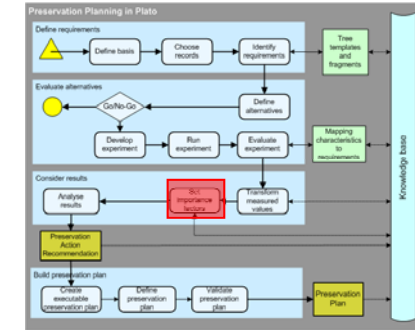 Preservation Planning in Plato
Define requirements
Define basis
Choose
records
Identify
requirements
Tree
templates
and
fragments
Evaluate alternatives
Go/No-Go
Define
alternatives
Develop
experiment
Run
experiment
Evaluate
experiment
Mapping
characteristics
to
requirements
Knowledge base
Consider results
Analyse
results
Set
importance
factors
Transform
measured
values
Preservation
Action
Recommendation
Build preservation plan
Create
executable
preservation plan
Define
preservation
plan
Validate
preservation
plan
Preservation
Plan